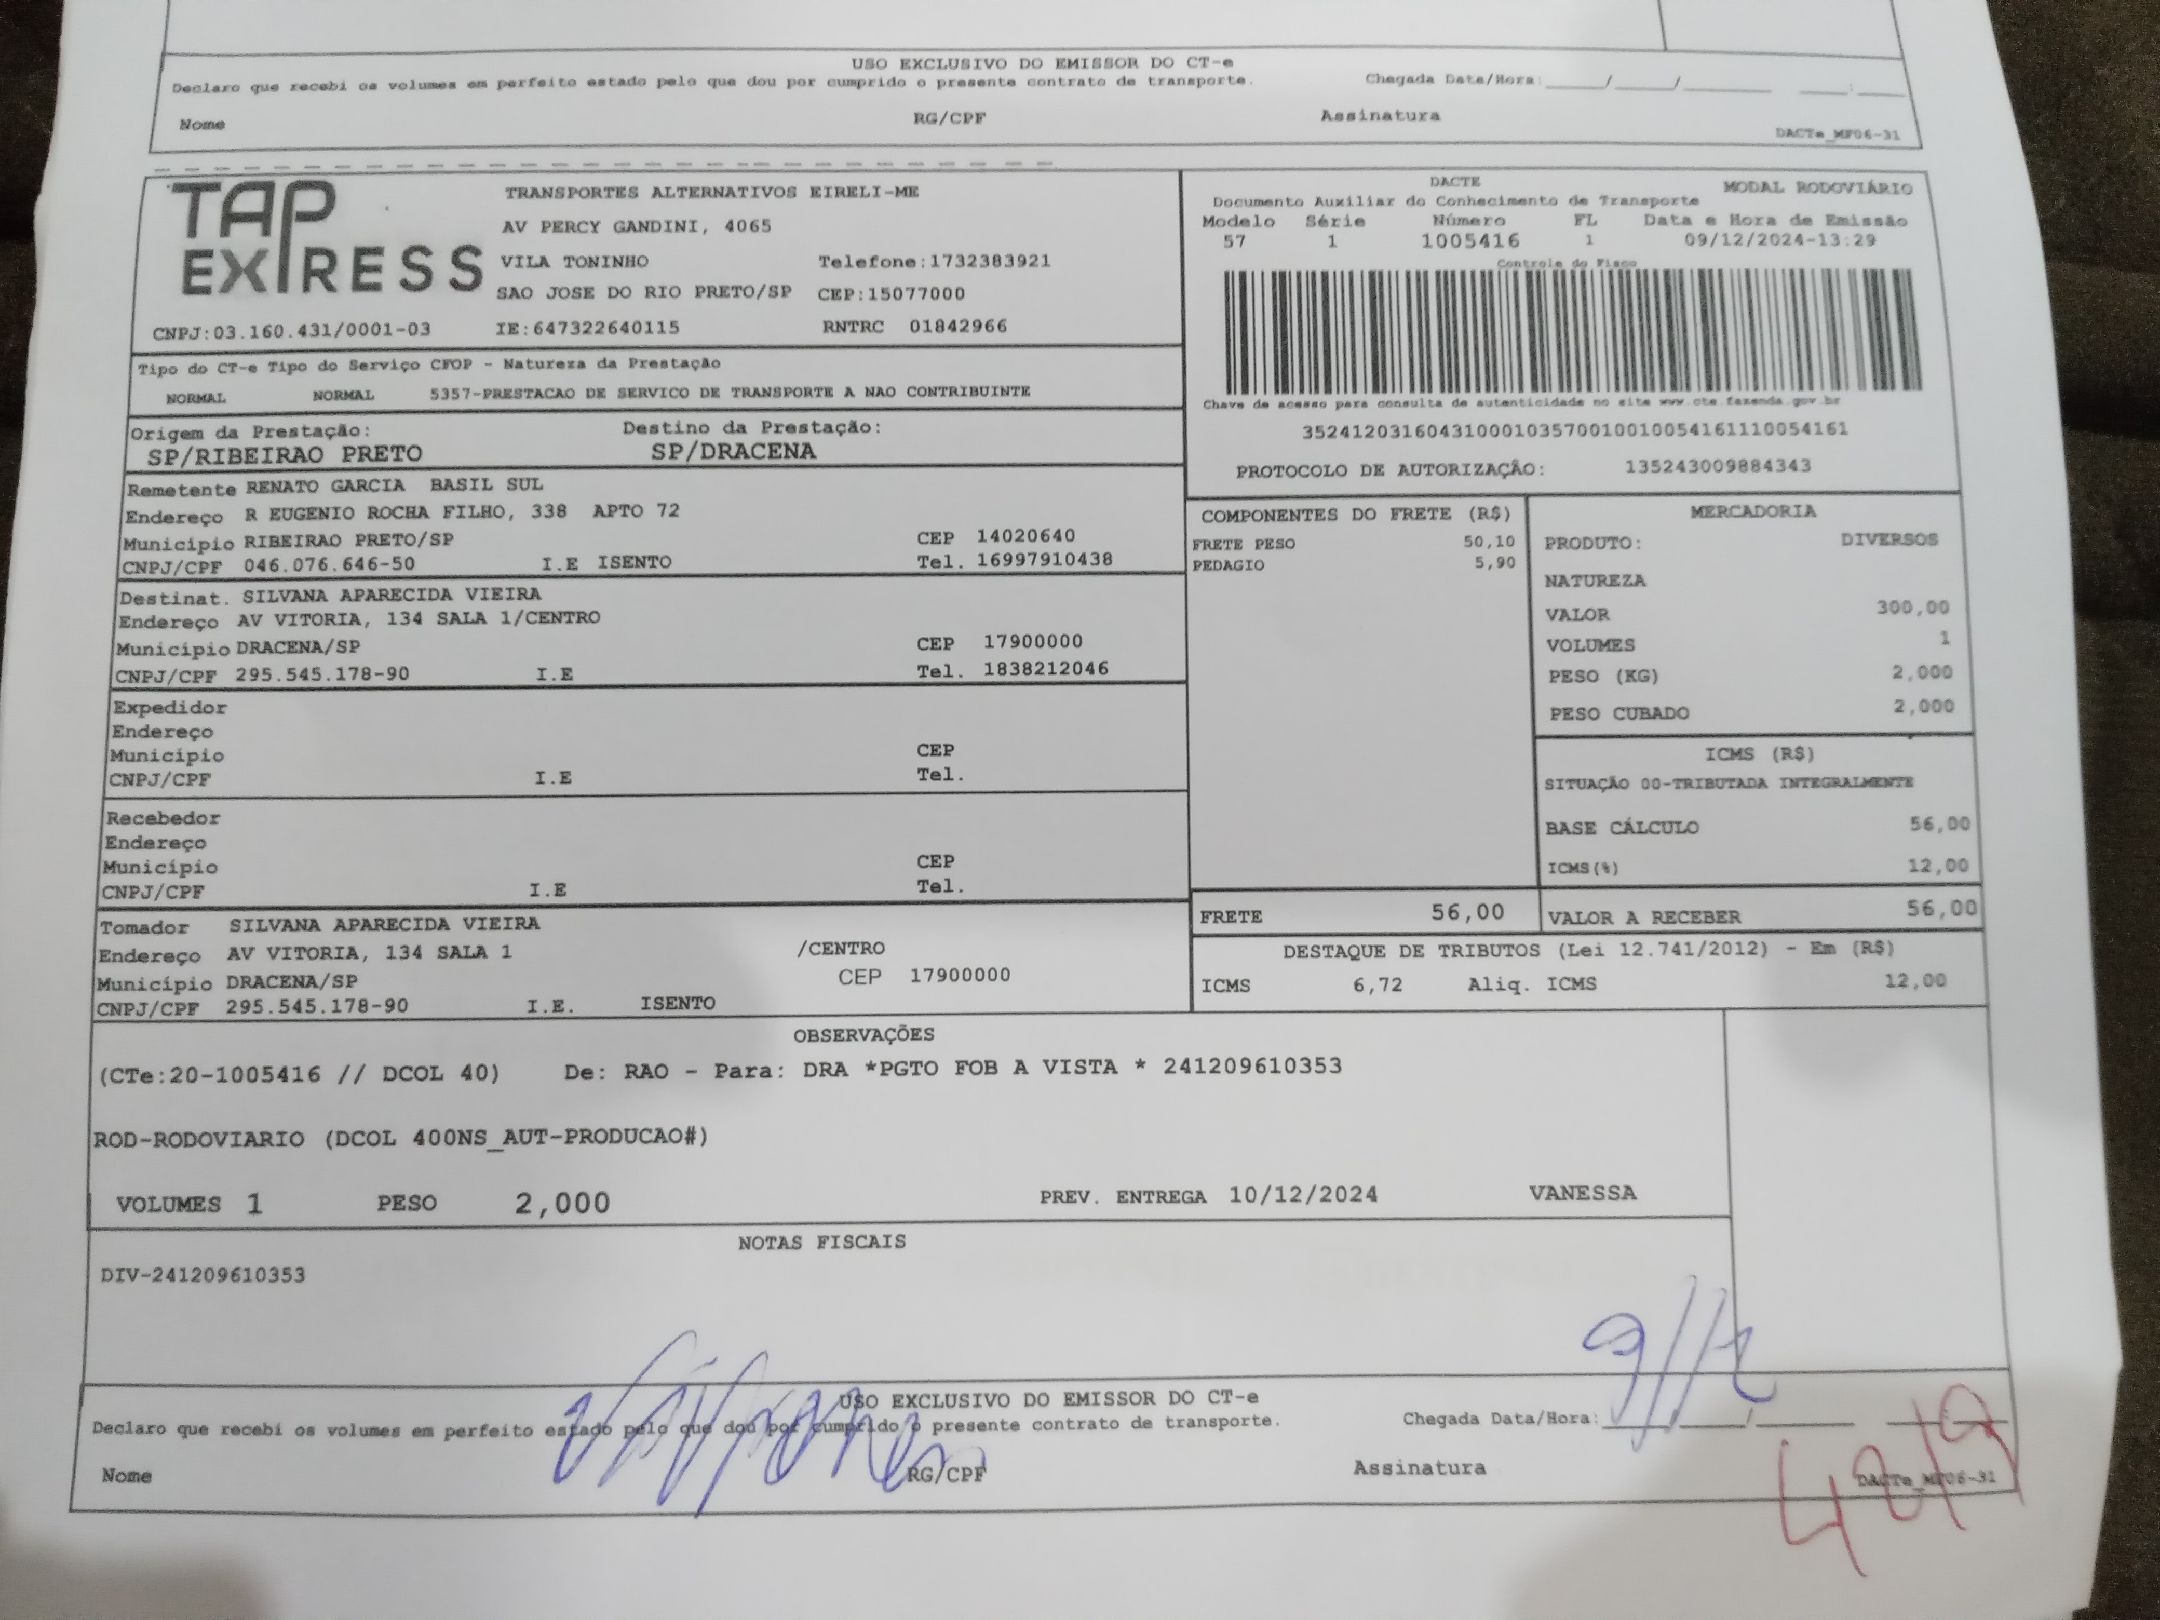 USO EXCLUSIVO DO EMISSOR DO CT-e
Declaro que recebi os volumes em perfeito estado pelo que dou por cumprido o presente contrato de transporte. Chegada Data/Hora:____/____/______ ____:____
Nome RG/CPF Assinatura
DACTe_MF06-31
TAP EXPRESS
TRANSPORTES ALTERNATIVOS EIRELI-ME
AV PERCY GANDINI, 4065
VILA TONINHO Telefone:1732383921
SAO JOSE DO RIO PRETO/SP CEP:15077000
CNPJ:03.160.431/0001-03 IE:647322640115 RNTRC 01842966
DACTE MODAL RODOVIÁRIO
Documento Auxiliar do Conhecimento de Transporte
Modelo Série Número FL Data e Hora de Emissão
57 1 1005416 1 09/12/2024-13:29
Controle do Fisco
Chave de acesso para consulta de autenticidade no site www.cte.fazenda.gov.br
35241203160431000103570010010054161110054161
PROTOCOLO DE AUTORIZAÇÃO: 135243009884343
Tipo do CT-e Tipo do Serviço CFOP - Natureza da Prestação
NORMAL NORMAL 5357-PRESTACAO DE SERVICO DE TRANSPORTE A NAO CONTRIBUINTE
Origem da Prestação: Destino da Prestação:
SP/RIBEIRAO PRETO SP/DRACENA
Remetente RENATO GARCIA BASIL SUL
Endereço R EUGENIO ROCHA FILHO, 338 APTO 72
Município RIBEIRAO PRETO/SP CEP 14020640
CNPJ/CPF 046.076.646-50 I.E ISENTO Tel. 16997910438
Destinat. SILVANA APARECIDA VIEIRA
Endereço AV VITORIA, 134 SALA 1/CENTRO
Município DRACENA/SP CEP 17900000
CNPJ/CPF 295.545.178-90 I.E Tel. 1838212046
Expedidor
Endereço
Município CEP
CNPJ/CPF I.E Tel.
Recebedor
Endereço
Município CEP
CNPJ/CPF I.E Tel.
Tomador SILVANA APARECIDA VIEIRA
Endereço AV VITORIA, 134 SALA 1 /CENTRO
Município DRACENA/SP CEP 17900000
CNPJ/CPF 295.545.178-90 I.E. ISENTO
COMPONENTES DO FRETE (R$)
FRETE PESO 50,10
PEDAGIO 5,90
MERCADORIA
PRODUTO: DIVERSOS
NATUREZA
VALOR 300,00
VOLUMES 1
PESO (KG) 2,000
PESO CUBADO 2,000
ICMS (R$)
SITUAÇÃO 00-TRIBUTADA INTEGRALMENTE
BASE CÁLCULO 56,00
ICMS(%) 12,00
FRETE 56,00 VALOR A RECEBER 56,00
DESTAQUE DE TRIBUTOS (Lei 12.741/2012) - Em (R$)
ICMS 6,72 Aliq. ICMS 12,00
OBSERVAÇÕES
(CTe:20-1005416 // DCOL 40) De: RAO - Para: DRA *PGTO FOB A VISTA * 241209610353
ROD-RODOVIARIO (DCOL 400NS_AUT-PRODUCAO#)
VOLUMES 1 PESO 2,000 PREV. ENTREGA 10/12/2024 VANESSA
NOTAS FISCAIS
DIV-241209610353
USO EXCLUSIVO DO EMISSOR DO CT-e
Declaro que recebi os volumes em perfeito estado pelo que dou por cumprido o presente contrato de transporte. Chegada Data/Hora:
Nome RG/CPF Assinatura
DACTe_MF06-31